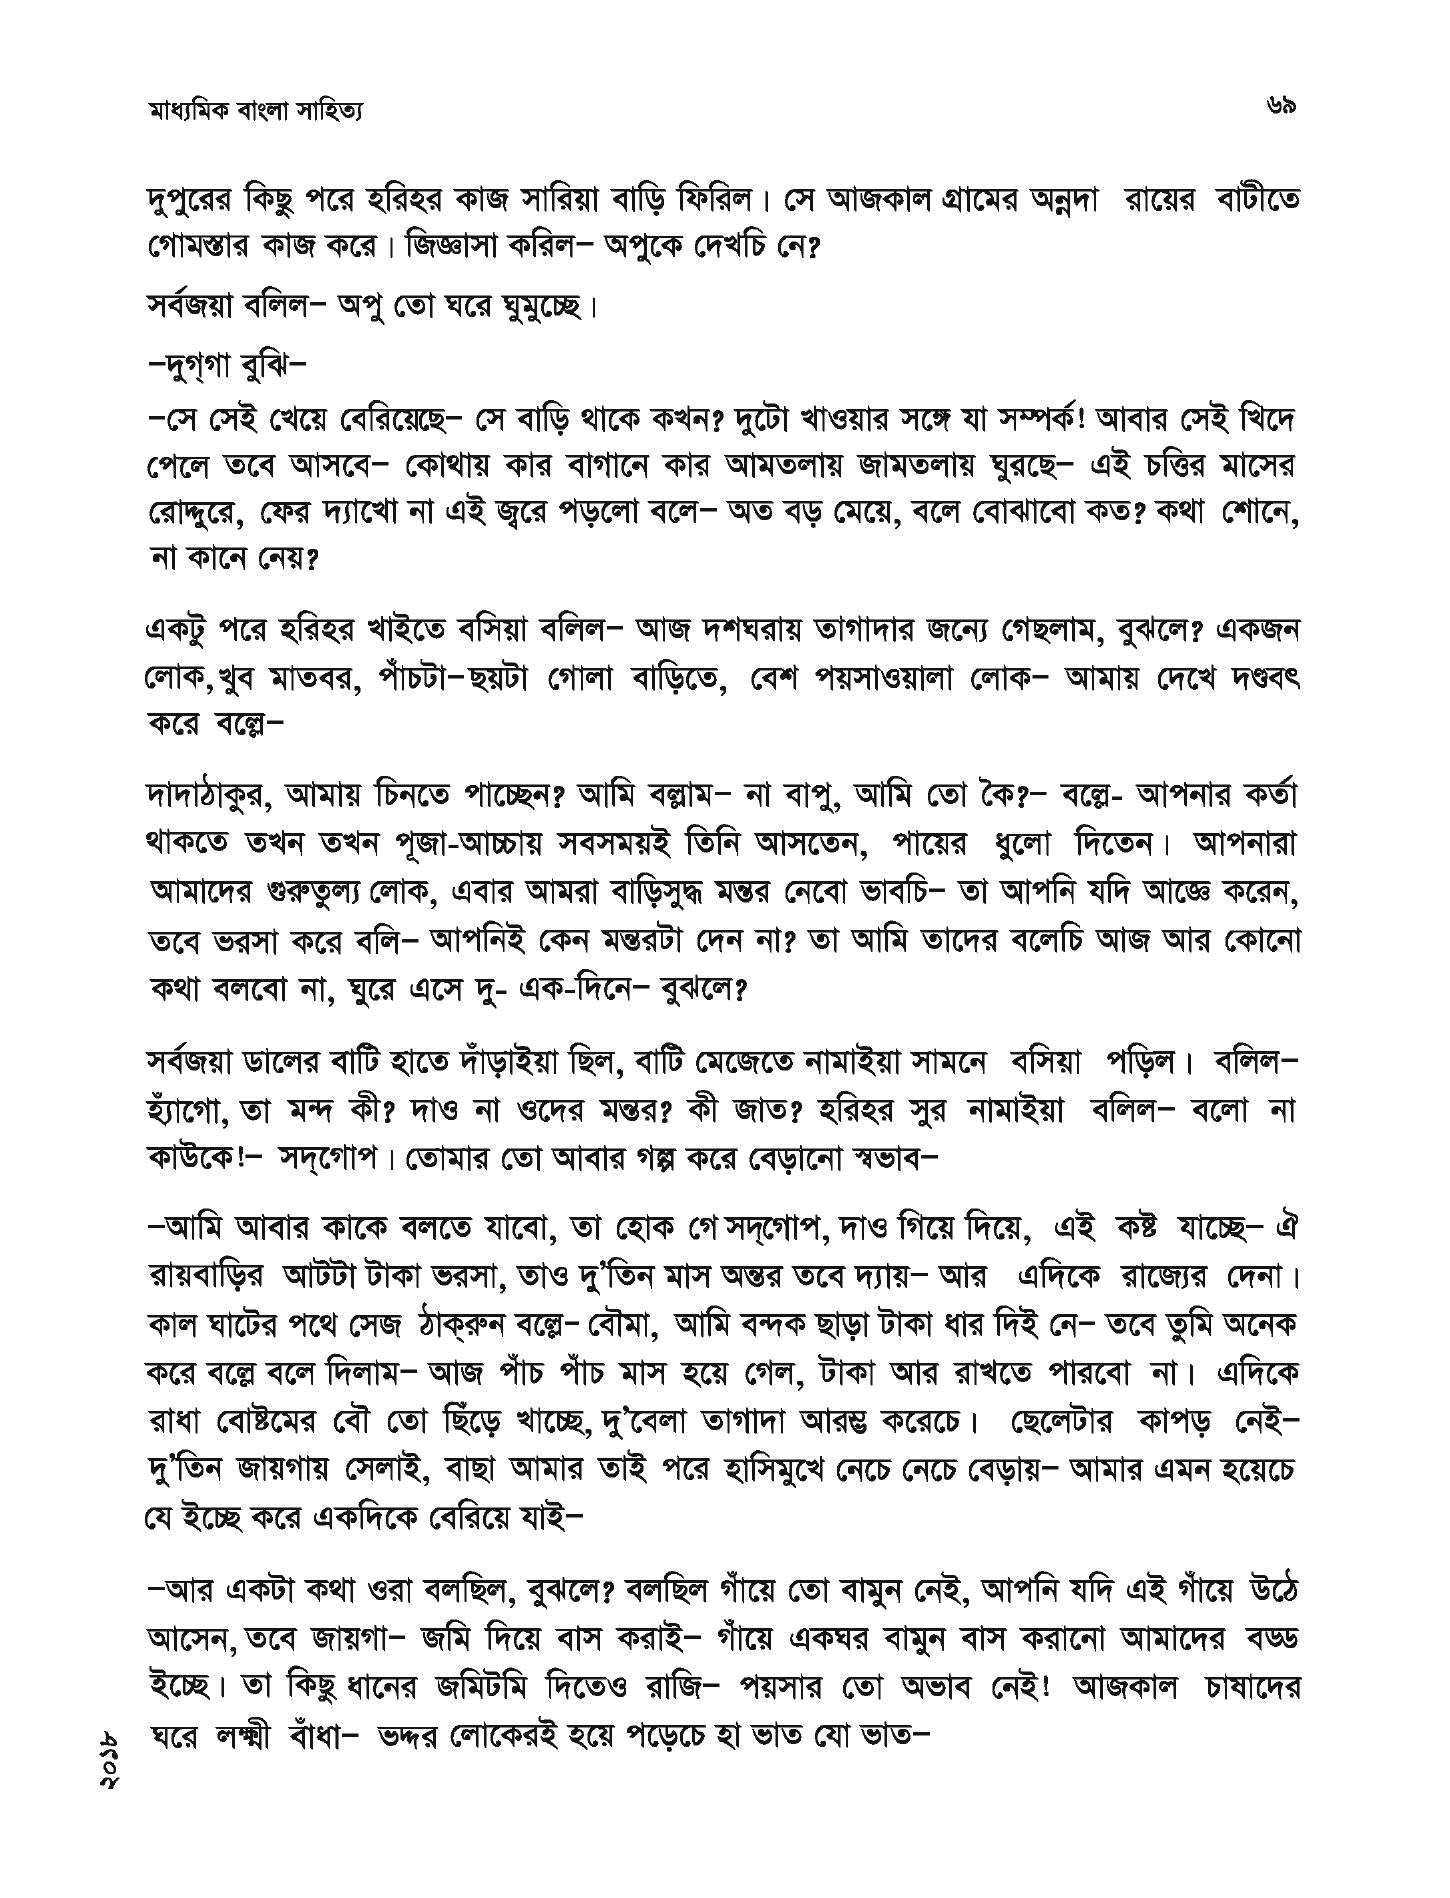 মাধ্যমিক বাংলা সাহিত্য
৬৯
দুপুরের কিছু পরে হরিহর কাজ সারিয়া বাড়ি ফিরিল। সে আজকাল গ্রামের অন্নদা রায়ের বাটীতে
গোমস্তার কাজ করে। জিজ্ঞাসা করিল– অপুকে দেখচি নে?
সর্বজয়া বলিল– অপু তো ঘরে ঘুমুচ্ছে।
–দুগ্‌গা বুঝি–
–সে সেই খেয়ে বেরিয়েছে– সে বাড়ি থাকে কখন? দুটো খাওয়ার সঙ্গে যা সম্পর্ক! আবার সেই খিদে
পেলে তবে আসবে– কোথায় কার বাগানে কার আমতলায় জামতলায় ঘুরছে– এই চত্তির মাসের
রোদ্দুরে, ফের দ্যাখো না এই জ্বরে পড়লো বলে– অত বড় মেয়ে, বলে বোঝাবো কত? কথা শোনে,
না কানে নেয়?
একটু পরে হরিহর খাইতে বসিয়া বলিল– আজ দশঘরায় তাগাদার জন্যে গেছলাম, বুঝলে? একজন
লোক, খুব মাতবর, পাঁচটা–ছয়টা গোলা বাড়িতে, বেশ পয়সাওয়ালা লোক– আমায় দেখে দণ্ডবৎ
করে বল্লে–
দাদাঠাকুর, আমায় চিনতে পাচ্ছেন? আমি বল্লাম– না বাপু, আমি তো কৈ?– বল্লে- আপনার কর্তা
থাকতে তখন তখন পূজা-আচ্চায় সবসময়ই তিনি আসতেন, পায়ের ধুলো দিতেন। আপনারা
আমাদের গুরুতুল্য লোক, এবার আমরা বাড়িসুদ্ধ মন্তর নেবো ভাবচি– তা আপনি যদি আজ্ঞে করেন,
তবে ভরসা করে বলি– আপনিই কেন মন্তরটা দেন না? তা আমি তাদের বলেচি আজ আর কোনো
কথা বলবো না, ঘুরে এসে দু- এক-দিনে– বুঝলে?
সর্বজয়া ডালের বাটি হাতে দাঁড়াইয়া ছিল, বাটি মেজেতে নামাইয়া সামনে বসিয়া পড়িল। বলিল–
হ্যাঁগো, তা মন্দ কী? দাও না ওদের মন্তর? কী জাত? হরিহর সুর নামাইয়া বলিল– বলো না
কাউকে!– সদ্‌গোপ। তোমার তো আবার গল্প করে বেড়ানো স্বভাব–
–আমি আবার কাকে বলতে যাবো, তা হোক গে সদ্‌গোপ, দাও গিয়ে দিয়ে, এই কষ্ট যাচ্ছে– ঐ
রায়বাড়ির আটটা টাকা ভরসা, তাও দু’তিন মাস অন্তর তবে দ্যায়– আর এদিকে রাজ্যের দেনা।
কাল ঘাটের পথে সেজ ঠাক্‌রুন বল্লে– বৌমা, আমি বন্দক ছাড়া টাকা ধার দিই নে– তবে তুমি অনেক
করে বল্লে বলে দিলাম– আজ পাঁচ পাঁচ মাস হয়ে গেল, টাকা আর রাখতে পারবো না। এদিকে
রাধা বোষ্টমের বৌ তো ছিঁড়ে খাচ্ছে, দু’বেলা তাগাদা আরম্ভ করেচে। ছেলেটার কাপড় নেই–
দু’তিন জায়গায় সেলাই, বাছা আমার তাই পরে হাসিমুখে নেচে নেচে বেড়ায়– আমার এমন হয়েচে
যে ইচ্ছে করে একদিকে বেরিয়ে যাই–
–আর একটা কথা ওরা বলছিল, বুঝলে? বলছিল গাঁয়ে তো বামুন নেই, আপনি যদি এই গাঁয়ে উঠে
আসেন, তবে জায়গা– জমি দিয়ে বাস করাই– গাঁয়ে একঘর বামুন বাস করানো আমাদের বড্ড
ইচ্ছে। তা কিছু ধানের জমিটমি দিতেও রাজি– পয়সার তো অভাব নেই! আজকাল চাষাদের
ঘরে লক্ষ্মী বাঁধা– ভদ্দর লোকেরই হয়ে পড়েচে হা ভাত যো ভাত–
২০১৮